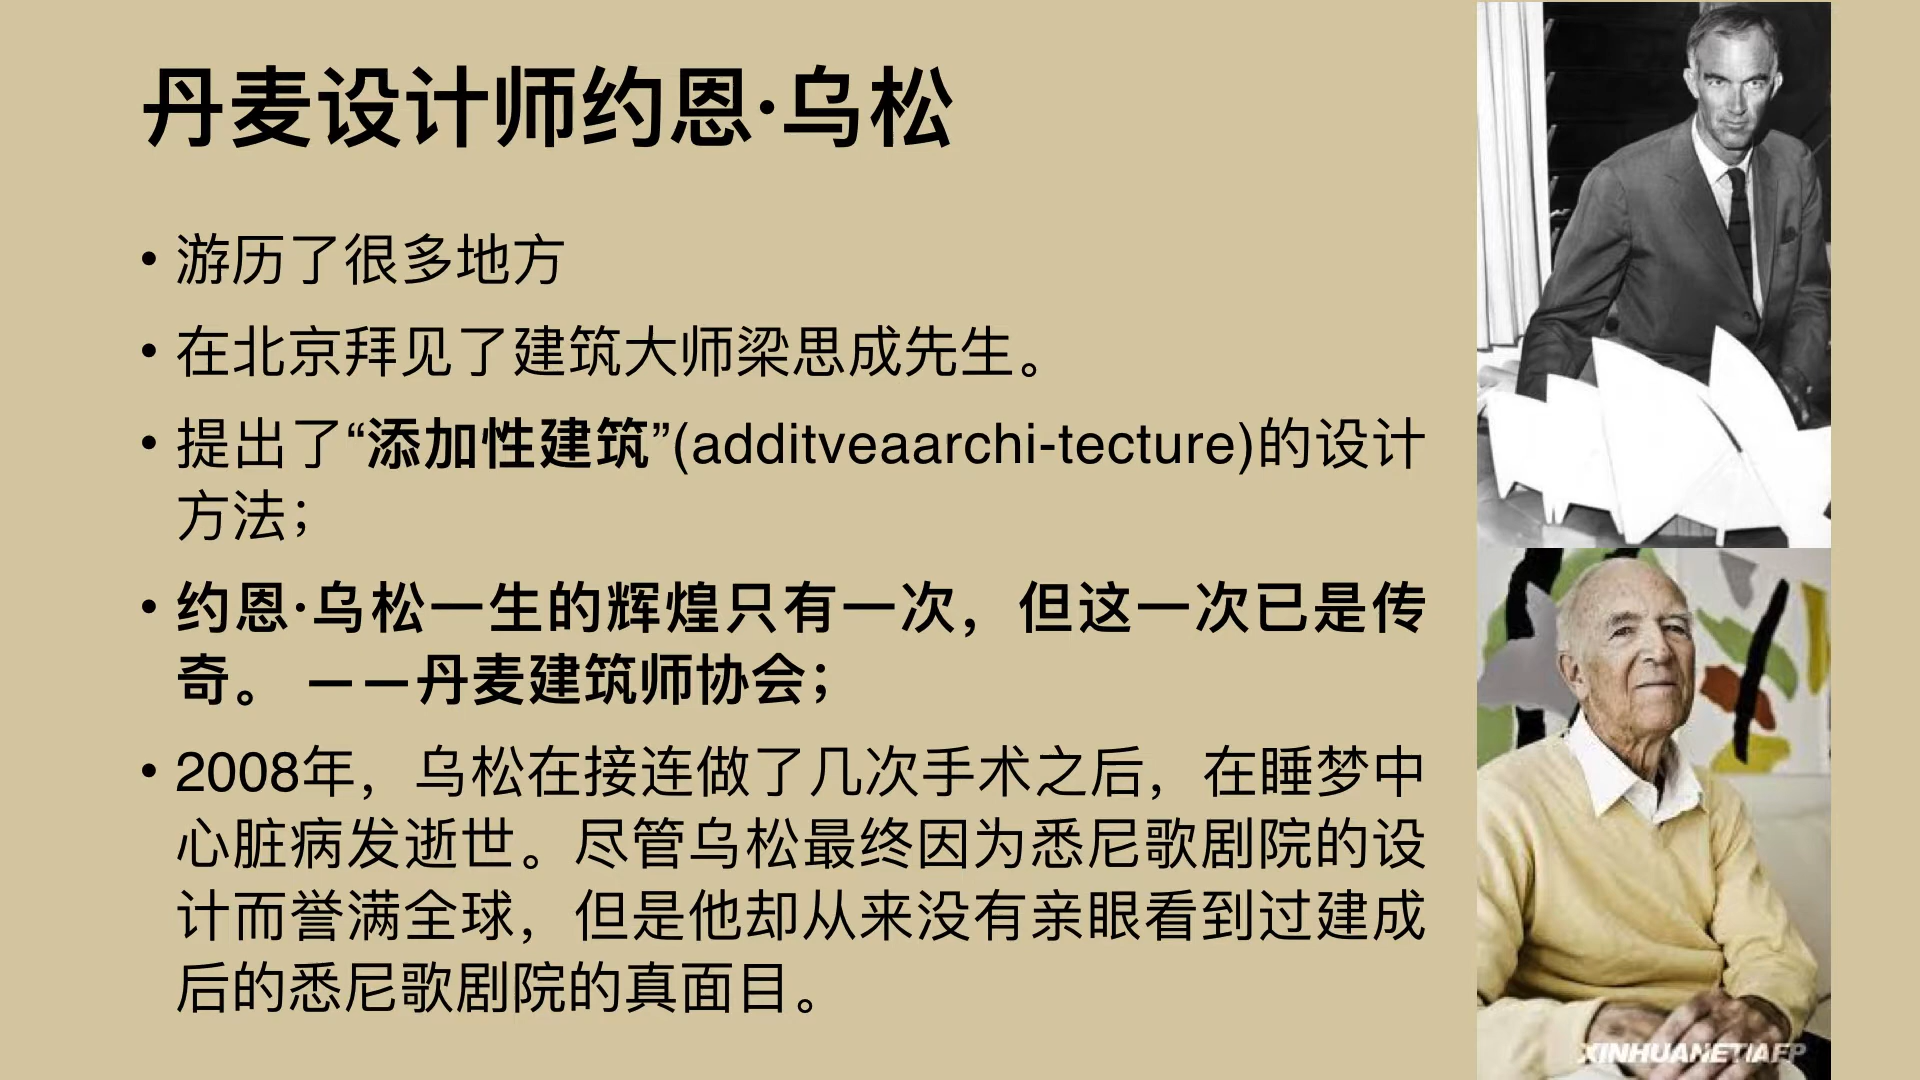 丹麦设计师约恩·乌松
• 游历了很多地方
• 在北京拜见了建筑大师梁思成先生。
• 提出了“添加性建筑”(additveaarchi-tecture)的设计
方法；
• 约恩·乌松一生的辉煌只有一次，但这一次已是传
奇。 ——丹麦建筑师协会；
• 2008年，乌松在接连做了几次手术之后，在睡梦中
心脏病发逝世。尽管乌松最终因为悉尼歌剧院的设
计而誉满全球，但是他却从来没有亲眼看到过建成
后的悉尼歌剧院的真面目。
XINHUANET/AFP